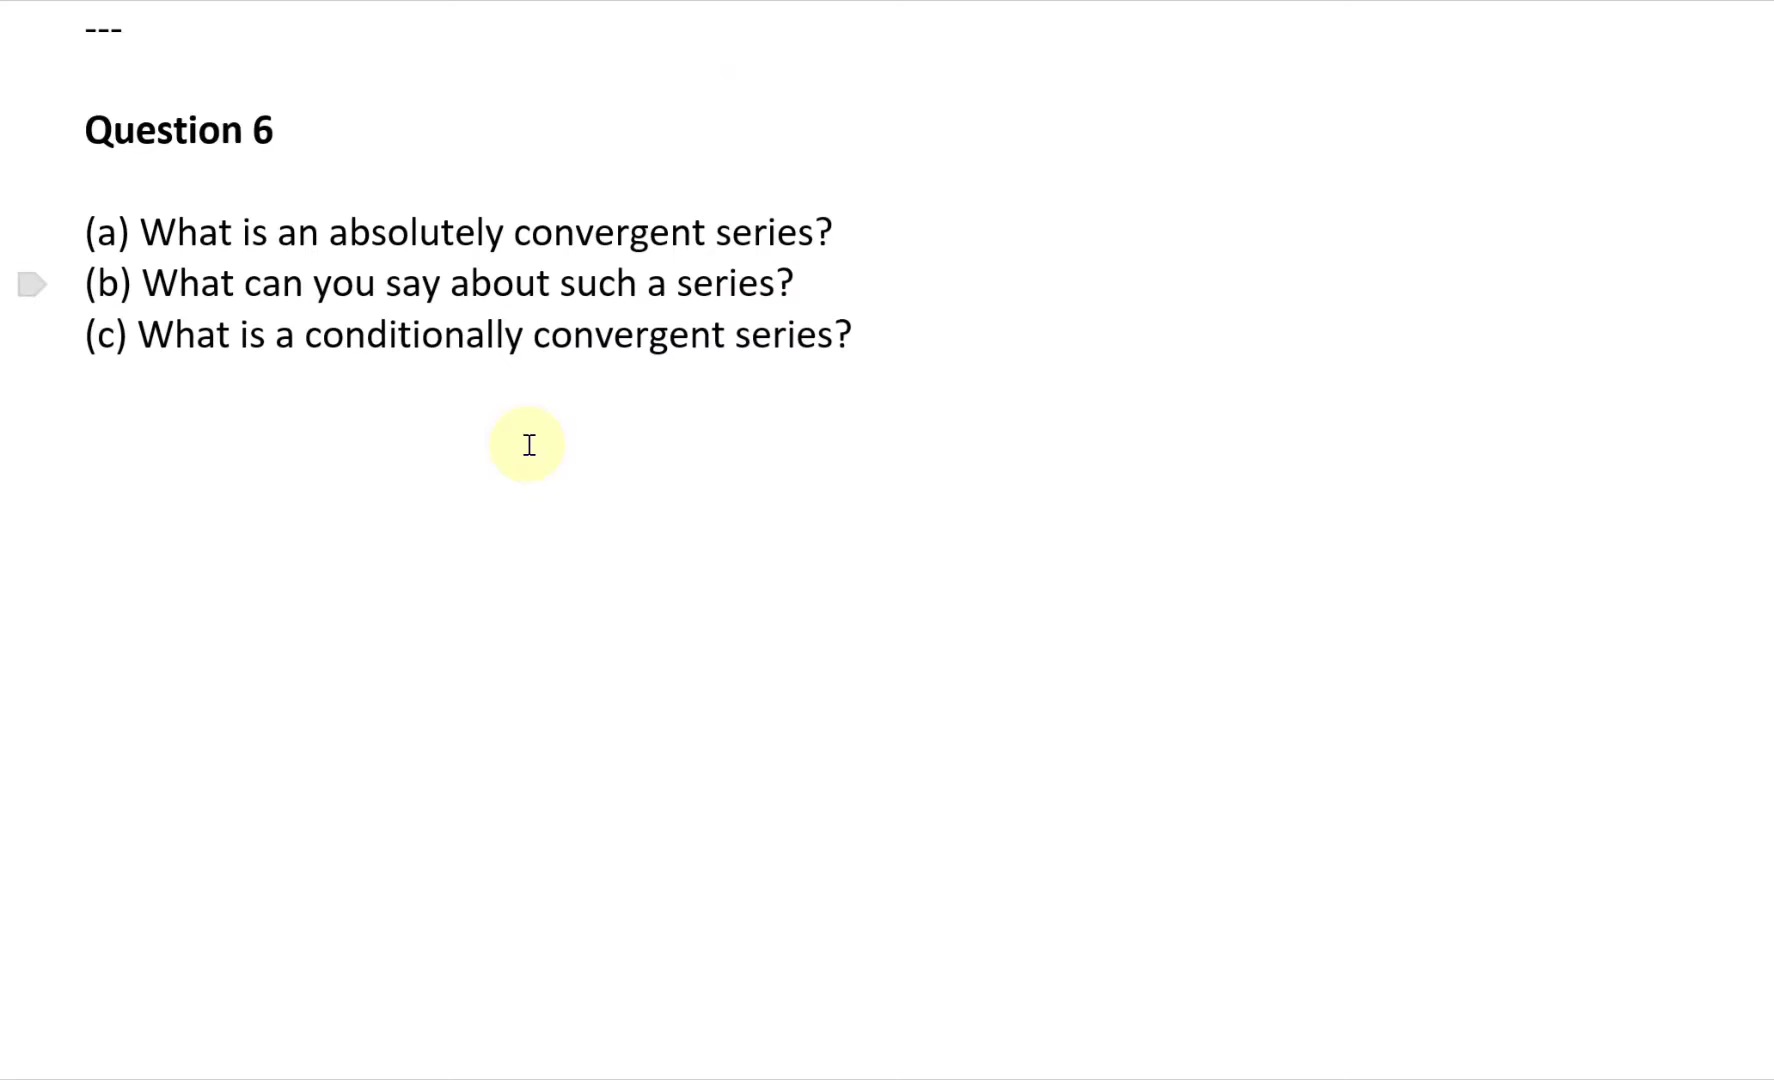 ---
Question 6
(a) What is an absolutely convergent series?
(b) What can you say about such a series?
(c) What is a conditionally convergent series?